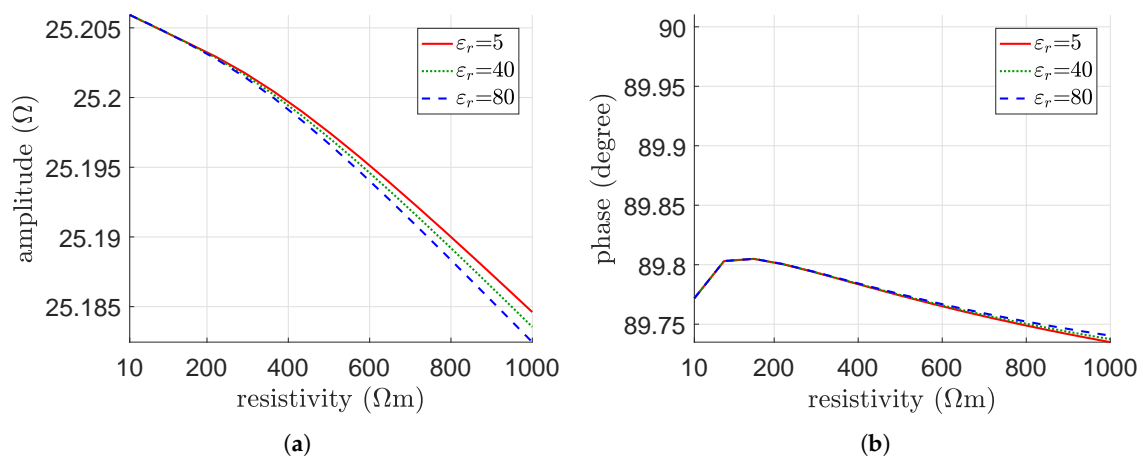 25.205
25.2
25.195
25.19
25.185
amplitude (Ω)
10 200 400 600 800 1000
resistivity (Ωm)
εr=5
εr=40
εr=80
(a)
90
89.95
89.9
89.85
89.8
89.75
phase (degree)
10 200 400 600 800 1000
resistivity (Ωm)
εr=5
εr=40
εr=80
(b)